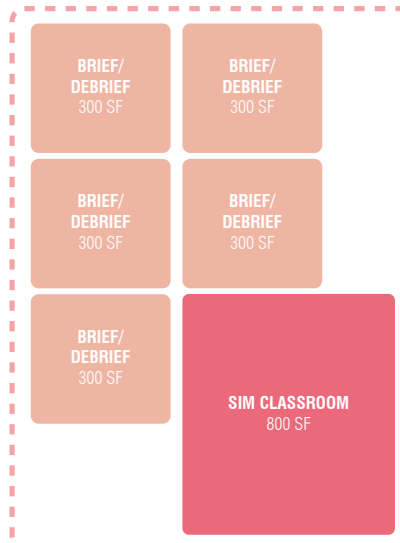 BRIEF/
DEBRIEF
300 SF
BRIEF/
DEBRIEF
300 SF
BRIEF/
DEBRIEF
300 SF
BRIEF/
DEBRIEF
300 SF
BRIEF/
DEBRIEF
300 SF
SIM CLASSROOM
800 SF